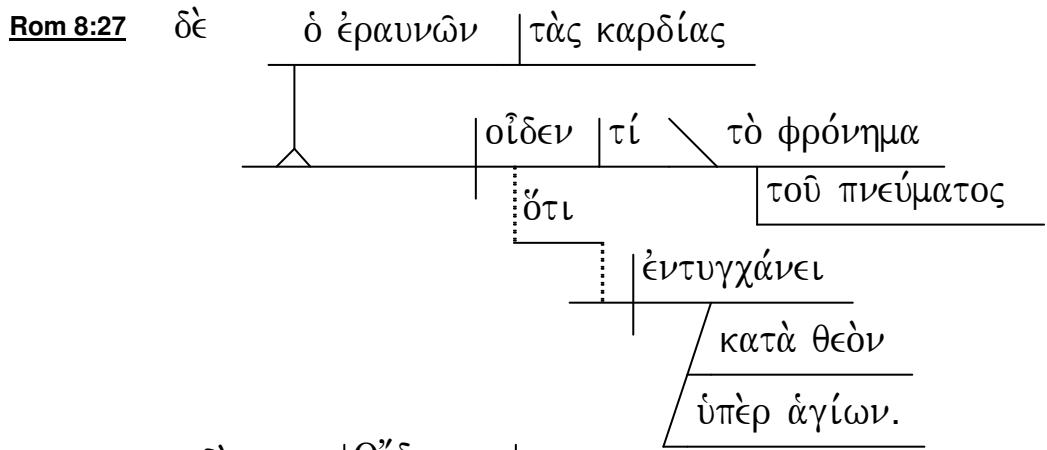 Rom 8:27 δὲ ὁ ἐραυνῶν τὰς καρδίας
οἶδεν τί τὸ φρόνημα
τοῦ πνεύματος
ὅτι
ἐντυγχάνει
κατὰ θεὸν
ὑπὲρ ἁγίων.